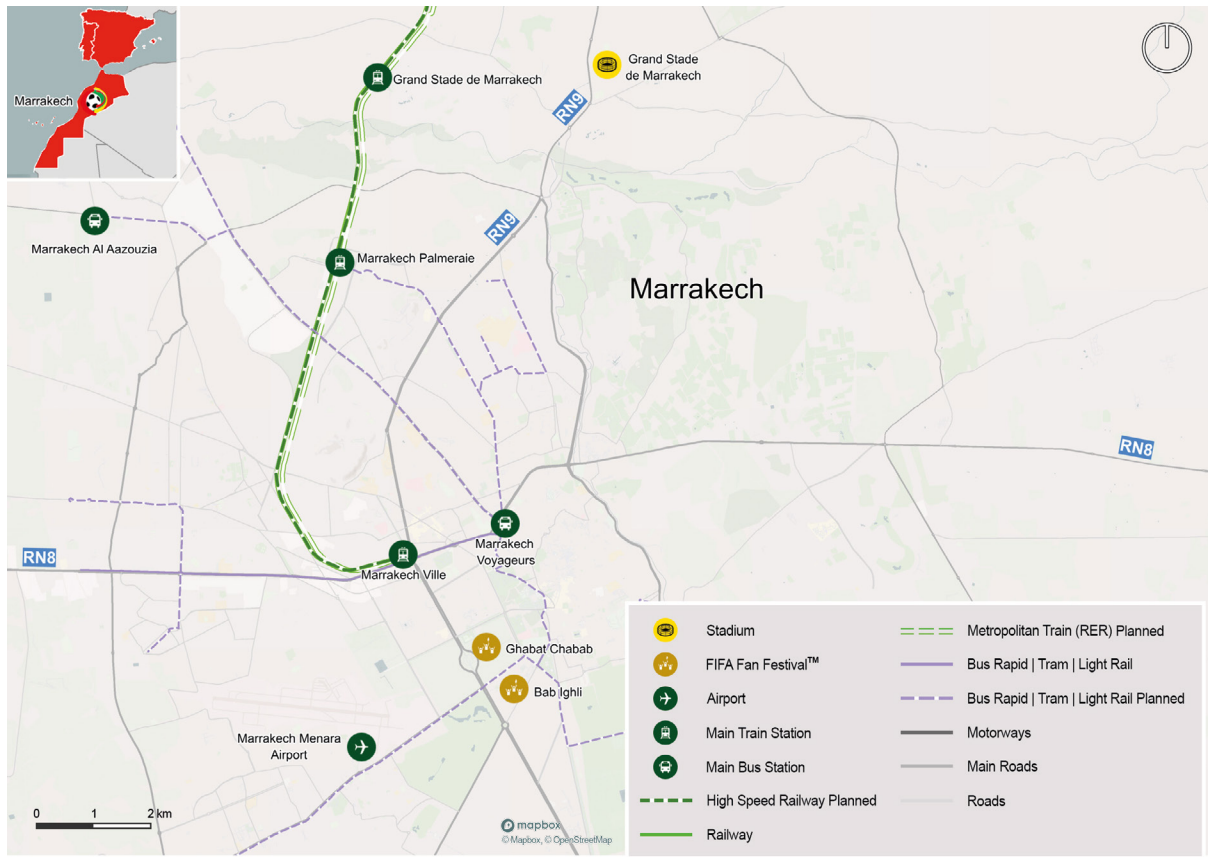 Marrakech
Grand Stade de Marrakech
Grand Stade
de Marrakech
RN9
Marrakech Al Aazouzia
RN9
Marrakech Palmeraie
Marrakech
RN8
RN8
Marrakech
Voyageurs
Marrakech Ville
Ghabat Chabab
Bab Ighli
Marrakech Menara
Airport
0 1 2 km
mapbox
© Mapbox, © OpenStreetMap
Stadium
FIFA Fan Festival™
Airport
Main Train Station
Main Bus Station
High Speed Railway Planned
Railway
Metropolitan Train (RER) Planned
Bus Rapid | Tram | Light Rail
Bus Rapid | Tram | Light Rail Planned
Motorways
Main Roads
Roads